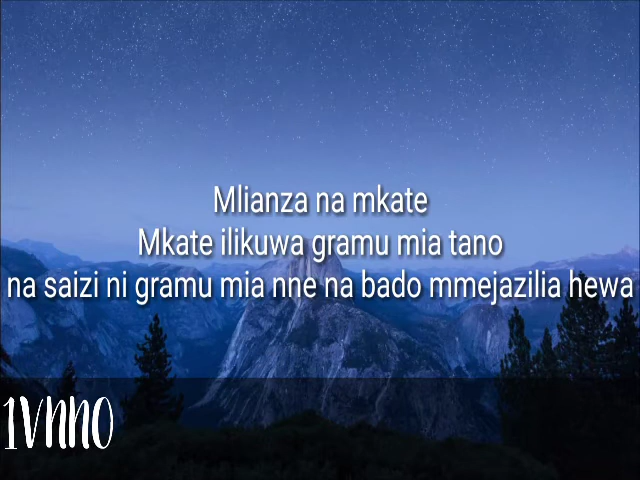 Mlianza na mkate
Mkate ilikuwa gramu mia tano
na saizi ni gramu mia nne na bado mmejazilia hewa
1VNNO